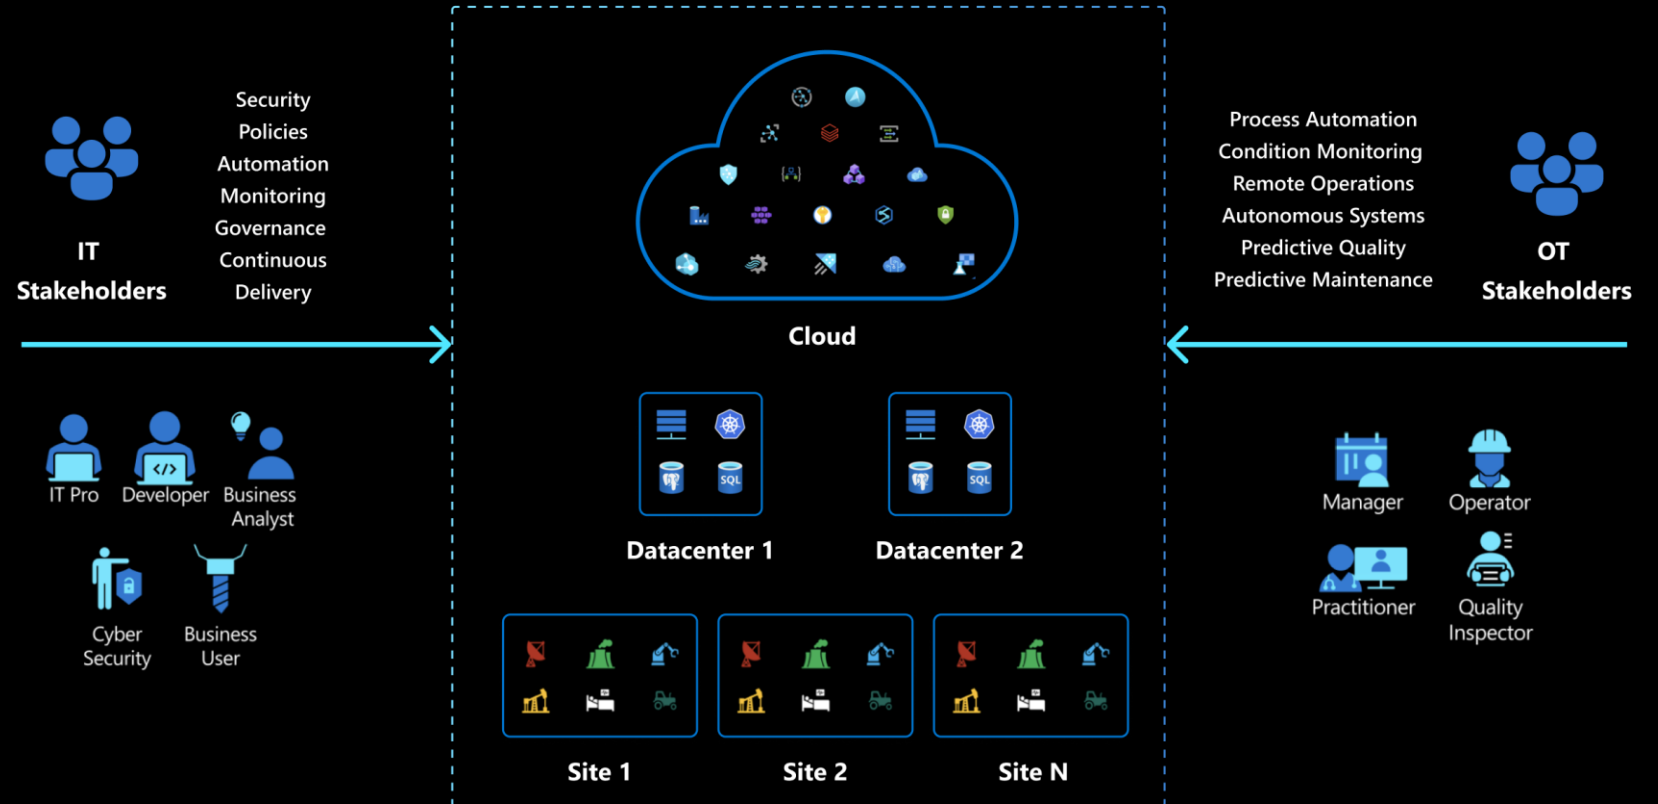 Security
Policies
Automation
Monitoring
Governance
Continuous
Delivery
IT
Stakeholders
IT Pro
Developer
Business
Analyst
Cyber
Security
Business
User
Cloud
SQL
SQL
Datacenter 1
Datacenter 2
Site 1
Site 2
Site N
Process Automation
Condition Monitoring
Remote Operations
Autonomous Systems
Predictive Quality
Predictive Maintenance
OT
Stakeholders
Manager
Operator
Practitioner
Quality
Inspector